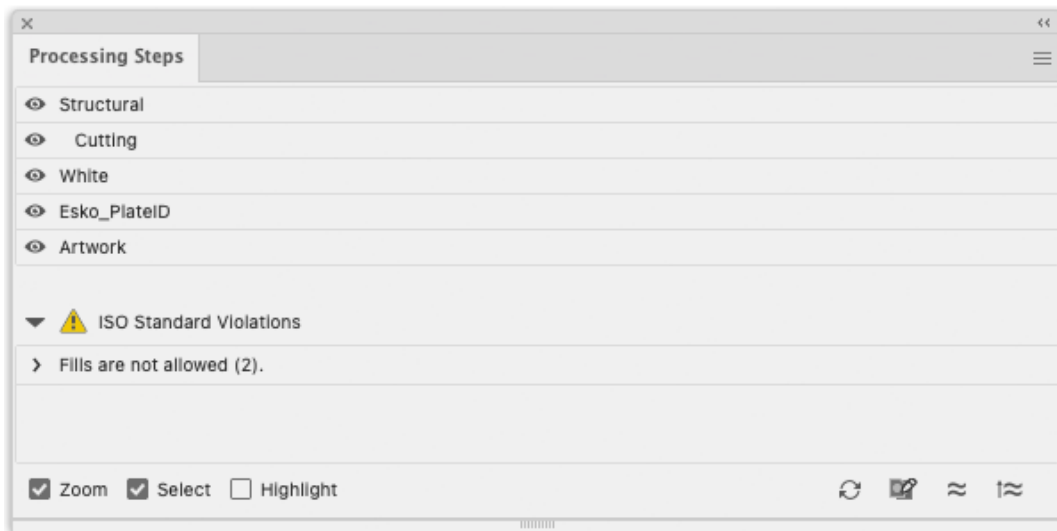 Processing Steps
Structural
Cutting
White
Esko_PlateID
Artwork
ISO Standard Violations
Fills are not allowed (2).
Zoom Select Highlight